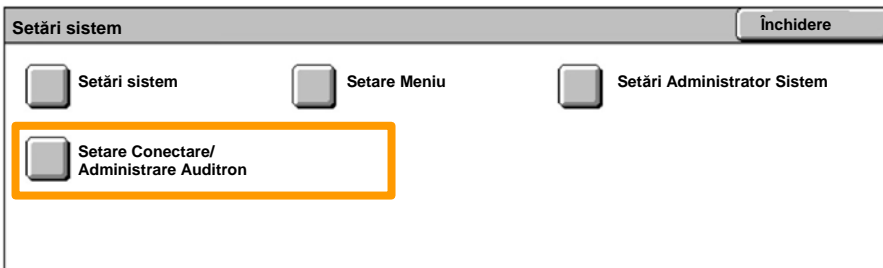 Setări sistem
Închidere
Setări sistem
Setare Meniu
Setări Administrator Sistem
Setare Conectare/
Administrare Auditron